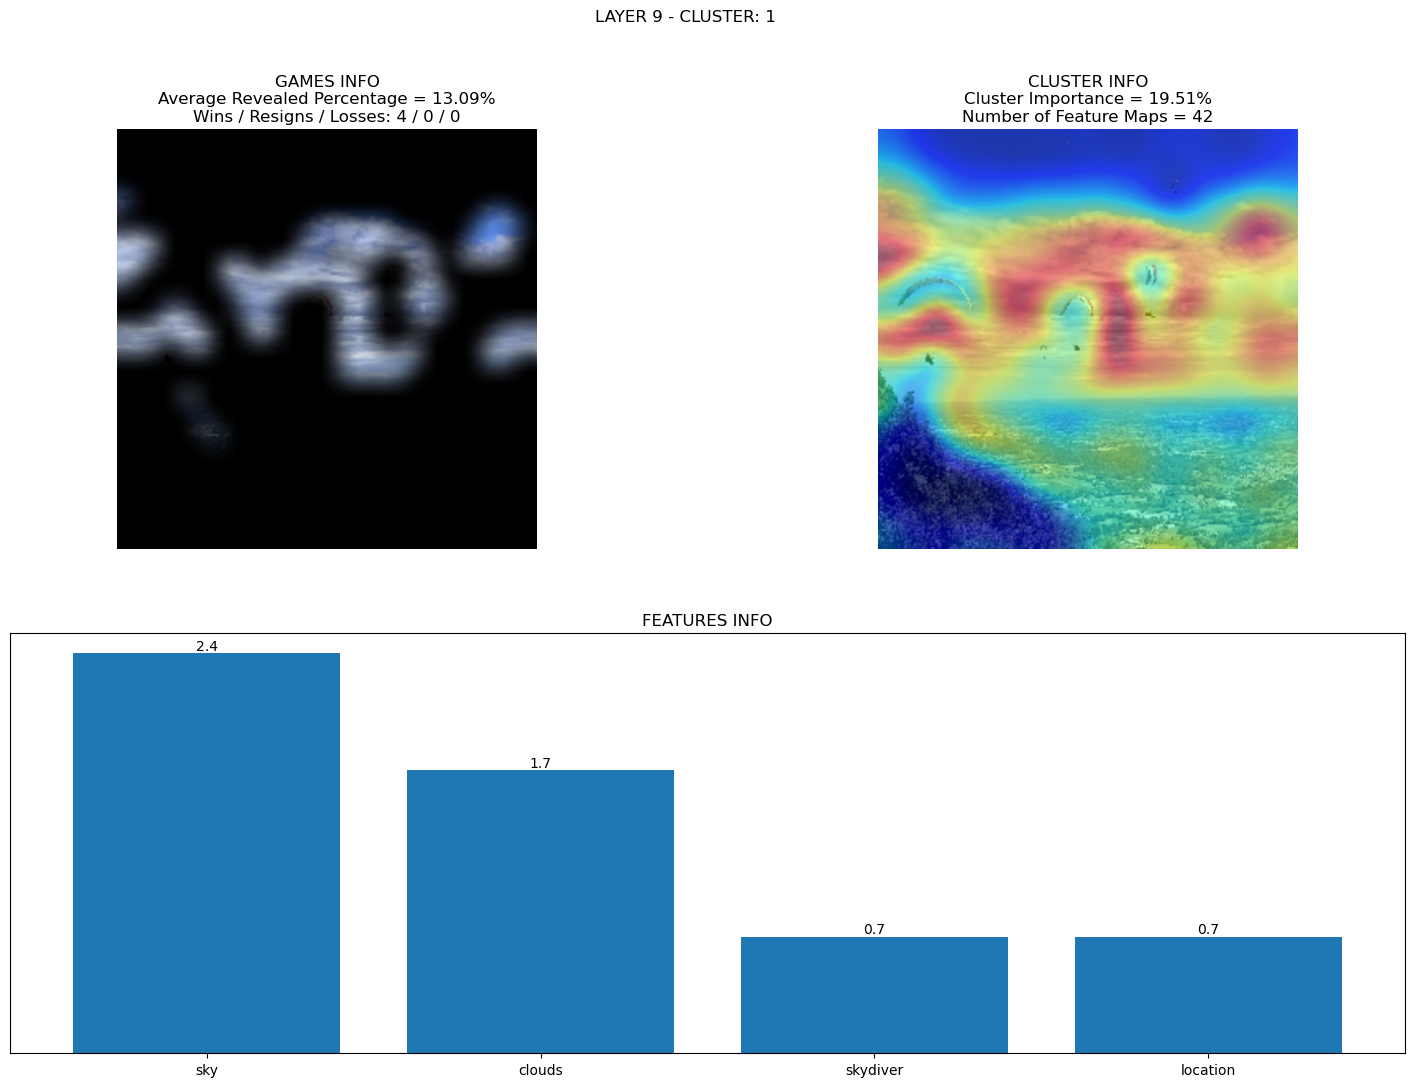 LAYER 9 - CLUSTER: 1
GAMES INFO
Average Revealed Percentage = 13.09%
Wins / Resigns / Losses: 4 / 0 / 0
CLUSTER INFO
Cluster Importance = 19.51%
Number of Feature Maps = 42
FEATURES INFO
2.4
1.7
0.7
0.7
sky
clouds
skydiver
location